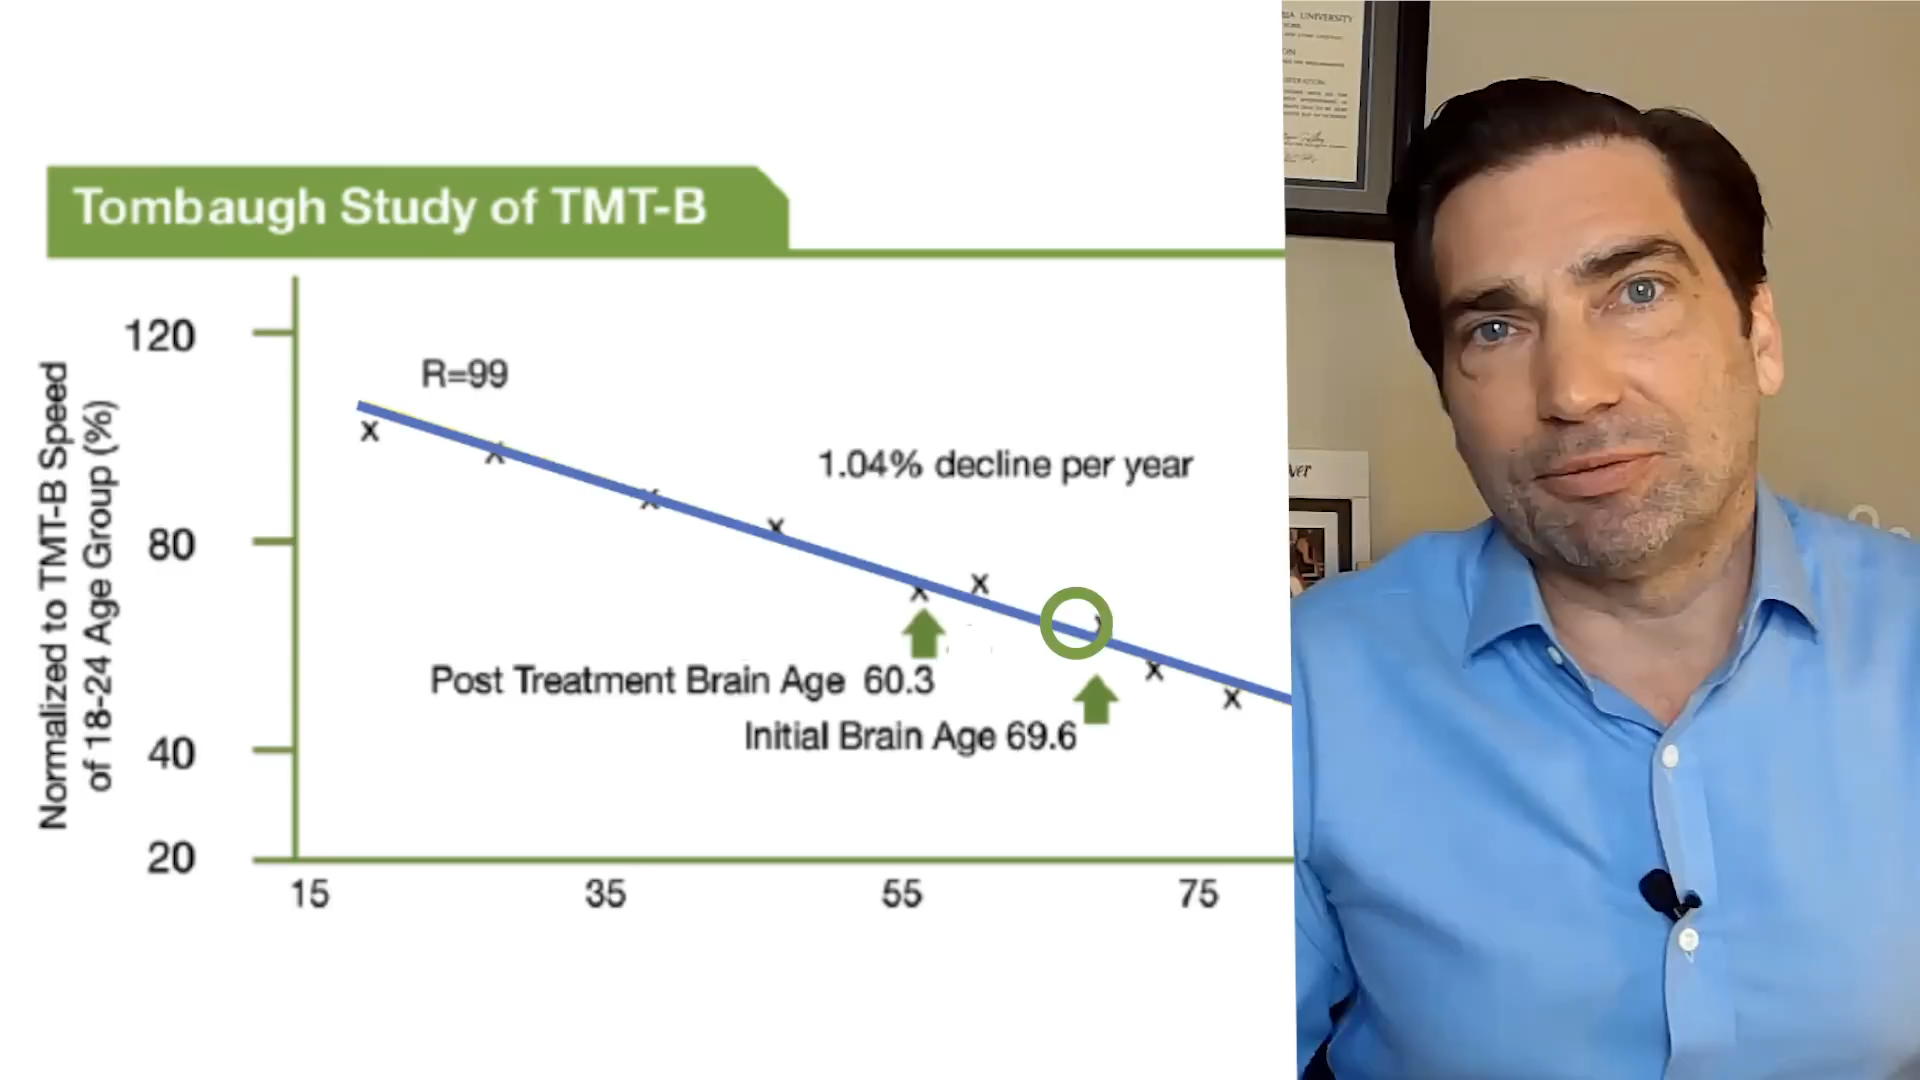 Tombaugh Study of TMT-B
Normalized to TMT-B Speed
of 18-24 Age Group (%)
120
80
40
20
R=99
1.04% decline per year
Post Treatment Brain Age 60.3
Initial Brain Age 69.6
15
35
55
75
UNIVERSITY
ver